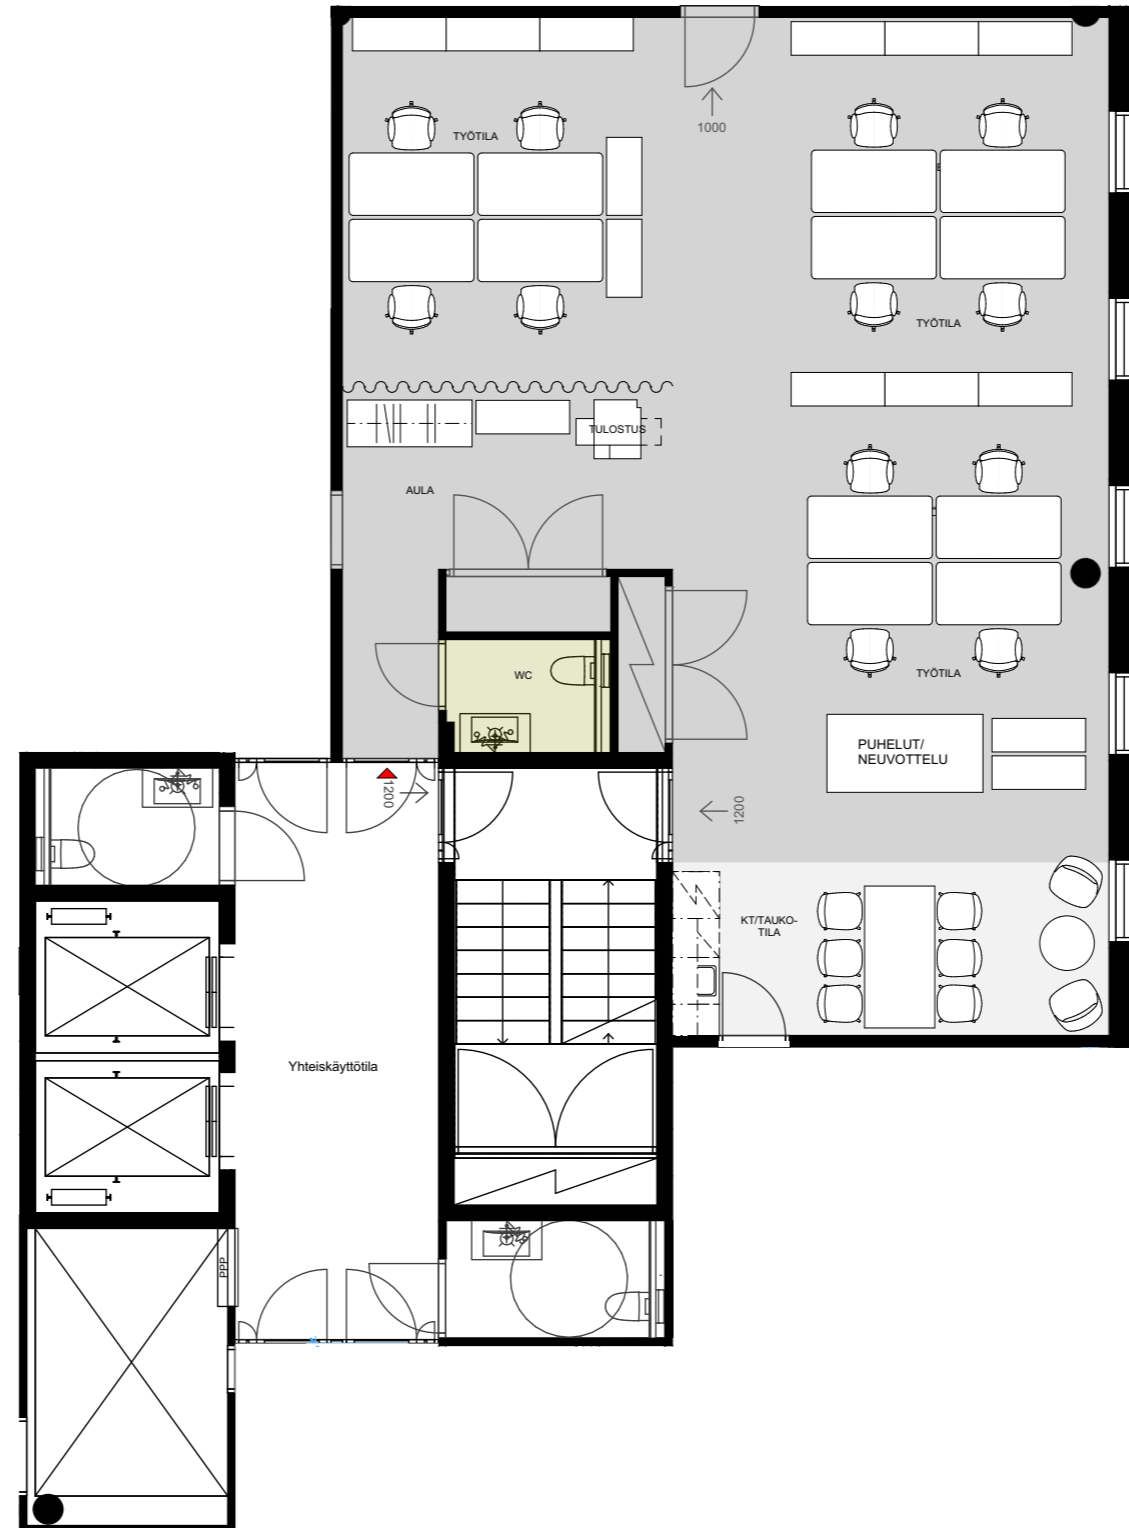 1000
TYÖTILA
TYÖTILA
TULOSTUS
AULA
WC
TYÖTILA
PUHELUT/
NEUVOTTELU
1200
1200
KT/TAUKO-
TILA
Yhteiskäyttötila
PPP